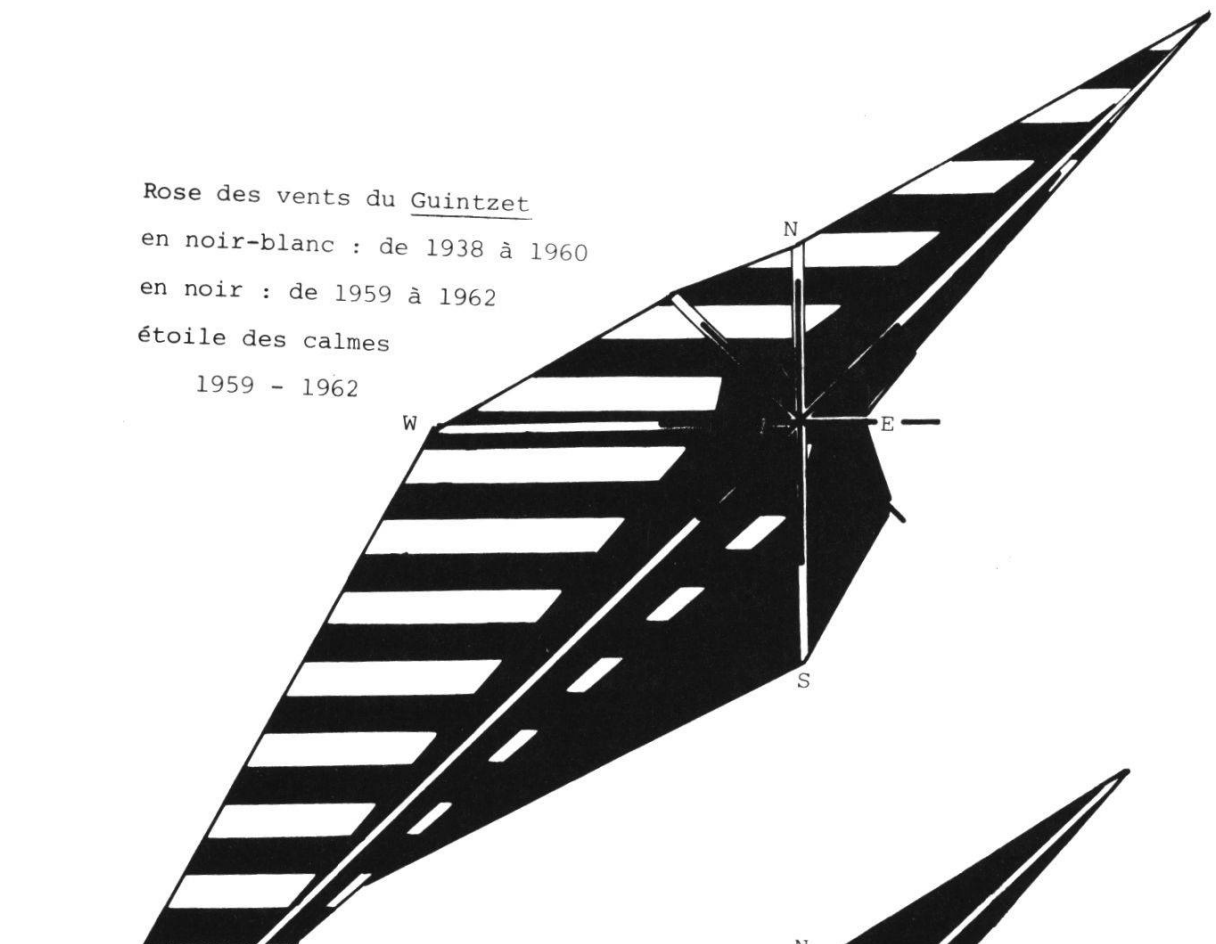 Rose des vents du Guintzet
en noir-blanc : de 1938 à 1960
en noir : de 1959 à 1962
étoile des calmes
1959 - 1962
N
W
E
S
N